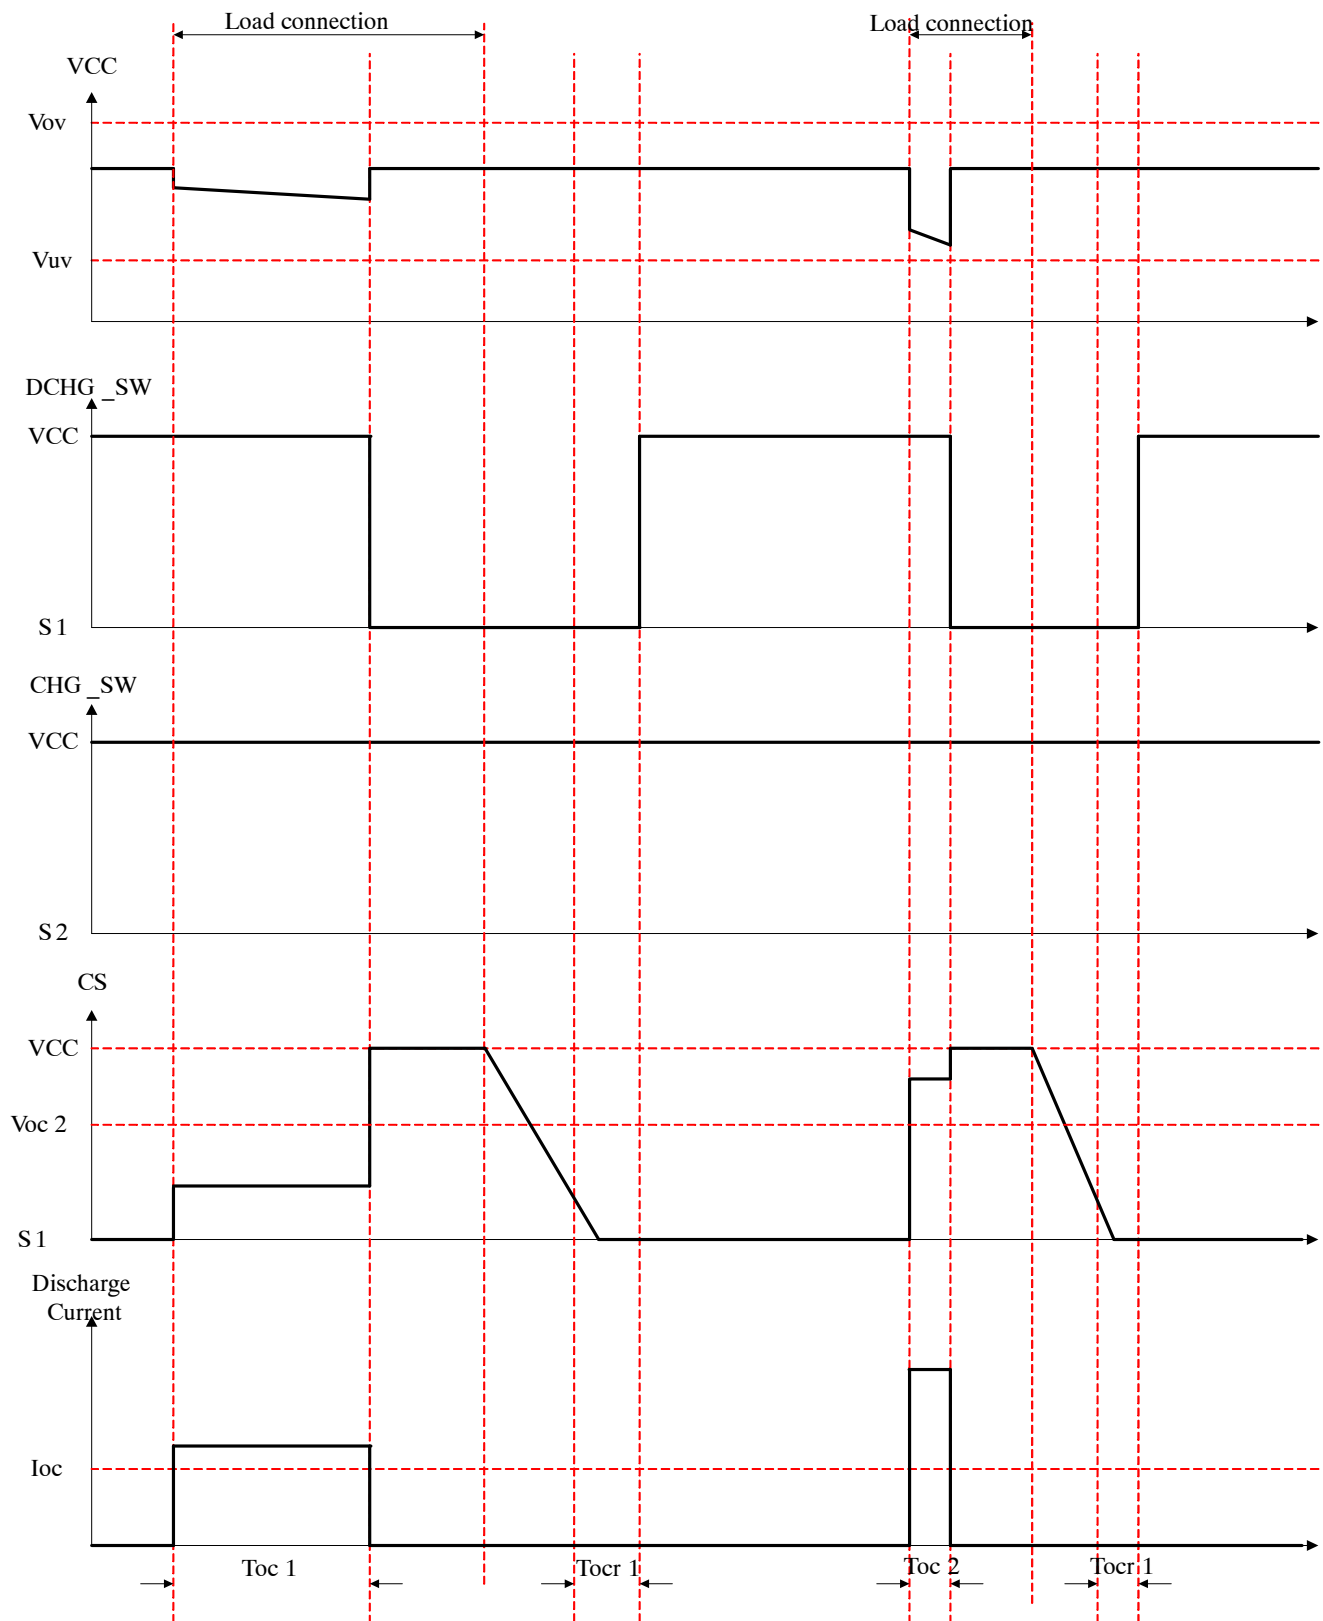 Load connection
Load connection
VCC
Vov
Vuv
DCHG _SW
VCC
S1
CHG _SW
VCC
S2
CS
VCC
Voc 2
S1
Discharge
Current
Ioc
Toc 1
Tocr 1
Toc 2
Tocr 1